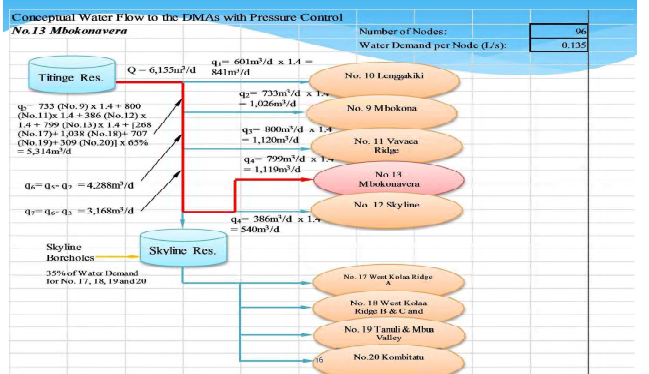 Conceptual Water Flow to the DMAs with Pressure Control
No.13 Mbokonavera
Number of Nodes: 96
Water Demand per Node (L/s): 0.135
Titinge Res.
Q = 6,155m³/d
q₁= 601m³/d x 1.4 =
841m³/d
No. 10 Lenggakiki
q₂= 733m³/d x 1.4
= 1,026m³/d
No. 9 Mbokona
q₅= 733 (No. 9) x 1.4 + 800
(No.11)x 1.4 + 386 (No.12) x
1.4 + 799 (No.13) x 1.4 + [268
(No.17)+ 1,038 (No.18)+ 707
(No.19)+ 309 (No.20)] x 65%
= 5,314m³/d
q₃= 800m³/d x 1.4
= 1,120m³/d
No. 11 Vavaea
Ridge
q₄= 799m³/d x 1.4
= 1,119m³/d
No 13
Mbokonavera
q₆= q₅- q₂ = 4,288m³/d
q₇= q₆- q₃ = 3,168m³/d
No. 12 Skyline
q₄= 386m³/d x 1.4
= 540m³/d
Skyline
Boreholes
Skyline Res.
35% of Water Demand
for No. 17, 18, 19 and 20
No. 17 West Kolaa Ridge
A
No. 18 West Kolaa
Ridge B & C and
No. 19 Tanuli & Mbua
Valley
16
No.20 Kombitatu